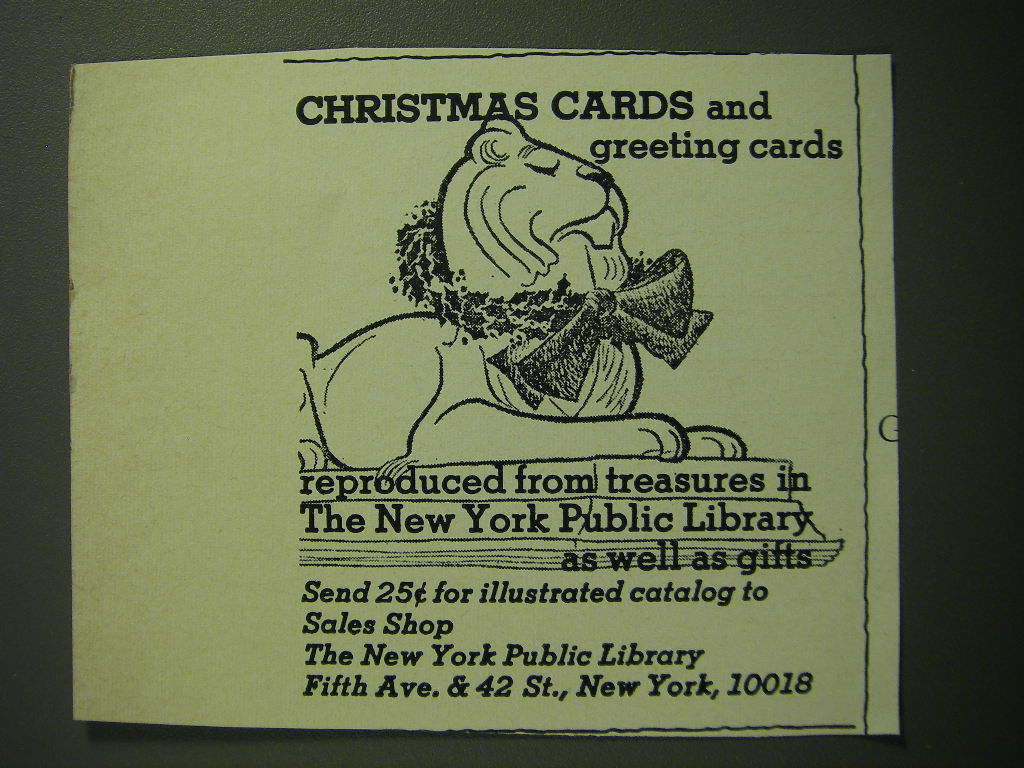 CHRISTMAS CARDS and
greeting cards
reproduced from treasures in
The New York Public Library
as well as gifts
Send 25¢ for illustrated catalog to
Sales Shop
The New York Public Library
Fifth Ave. & 42 St., New York, 10018